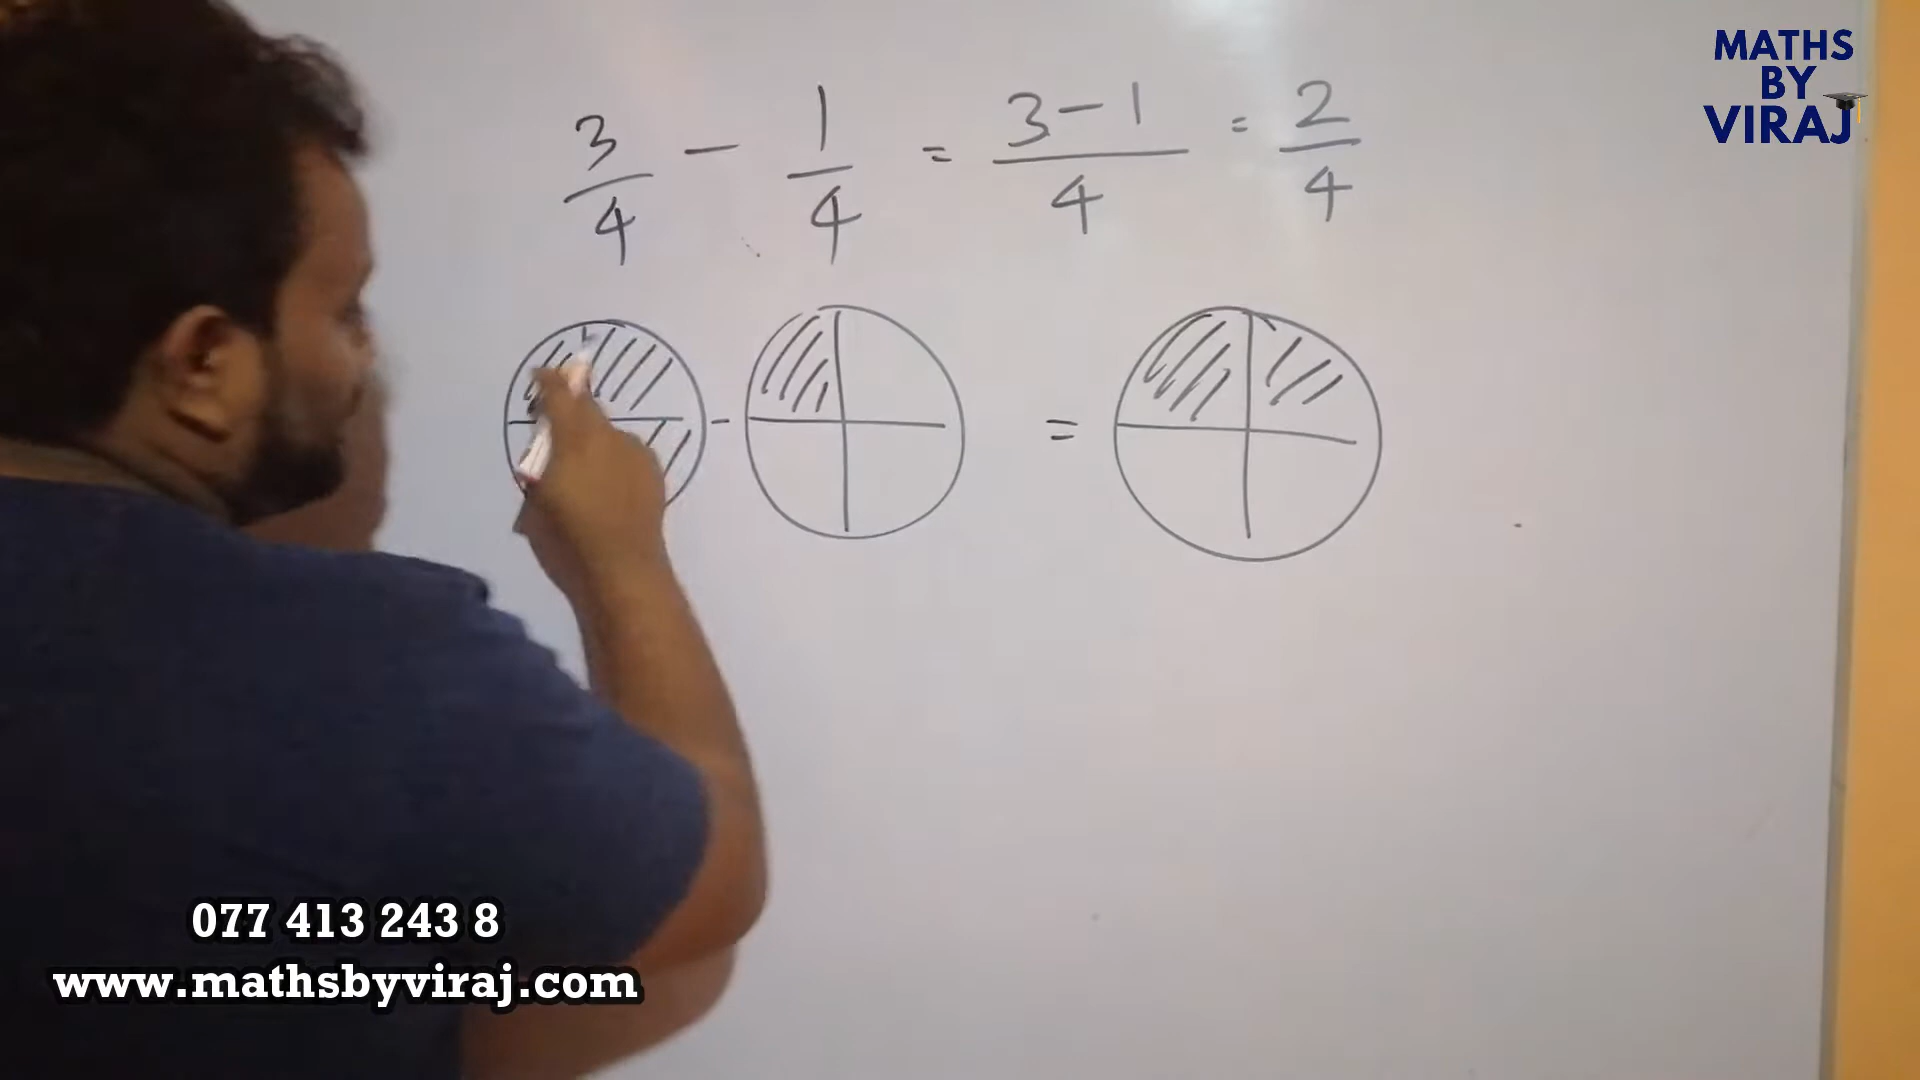 MATHS
BY
VIRAJ
3/4 - 1/4 = 3-1/4 = 2/4
- =
077 413 243 8
www.mathsbyviraj.com